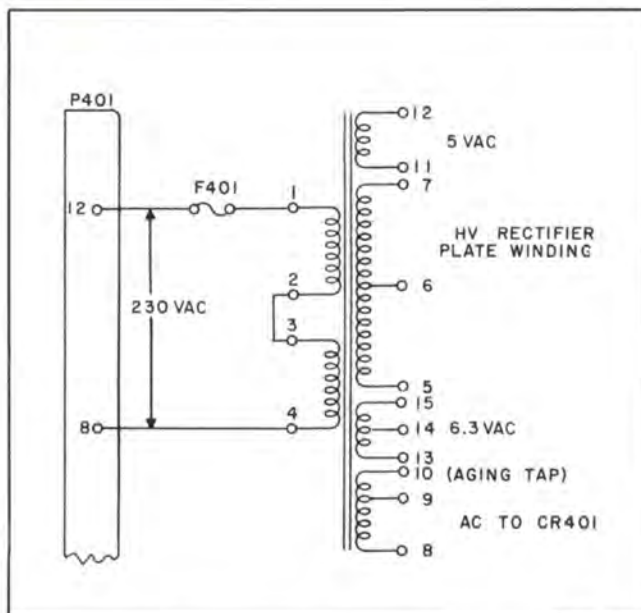 P401
12
F401
1
2
230 VAC
3
8
4
12
5 VAC
11
7
HV RECTIFIER
PLATE WINDING
6
5
15
14 6.3 VAC
13
10 (AGING TAP)
9
AC TO CR401
8